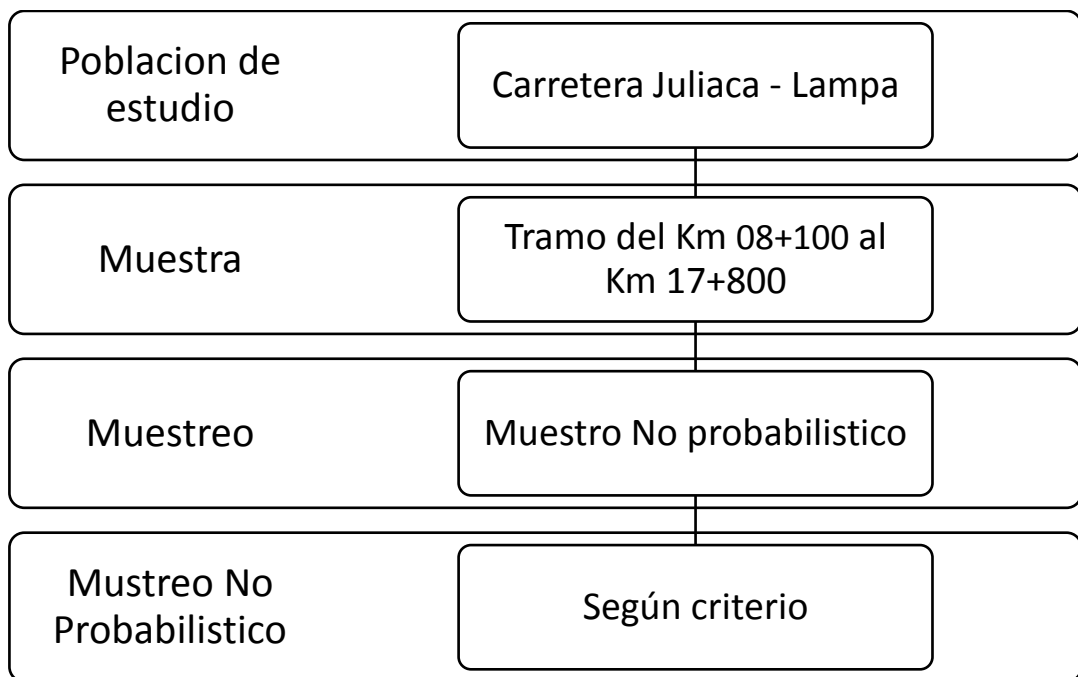 Poblacion de
estudio
Carretera Juliaca - Lampa
Muestra
Tramo del Km 08+100 al
Km 17+800
Muestreo
Muestro No probabilistico
Mustreo No
Probabilistico
Según criterio